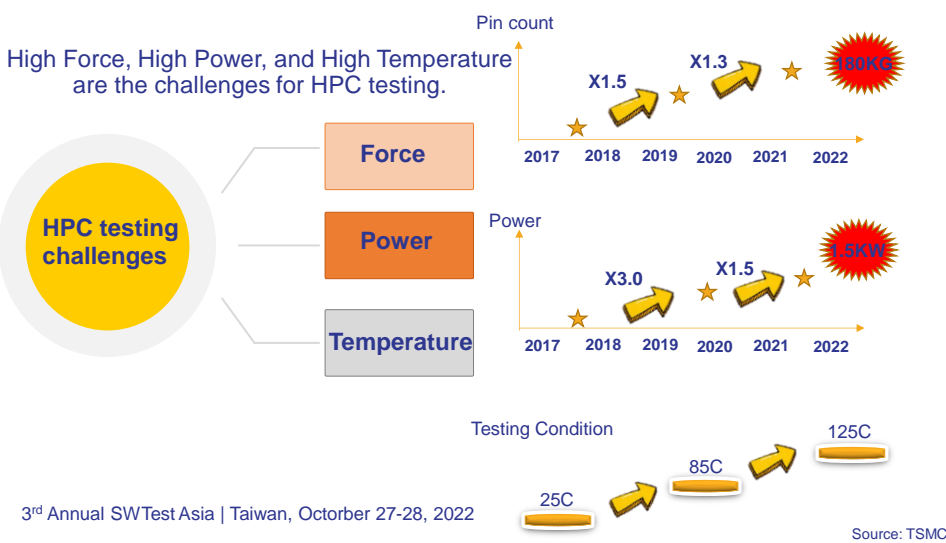 High Force, High Power, and High Temperature
are the challenges for HPC testing.
HPC testing
challenges
Force
Power
Temperature
Pin count
X1.5
X1.3
180KG
2017 2018 2019 2020 2021 2022
Power
X3.0
X1.5
1.5KW
2017 2018 2019 2020 2021 2022
Testing Condition
25C
85C
125C
3rd Annual SWTest Asia | Taiwan, Octorber 27-28, 2022
Source: TSMC